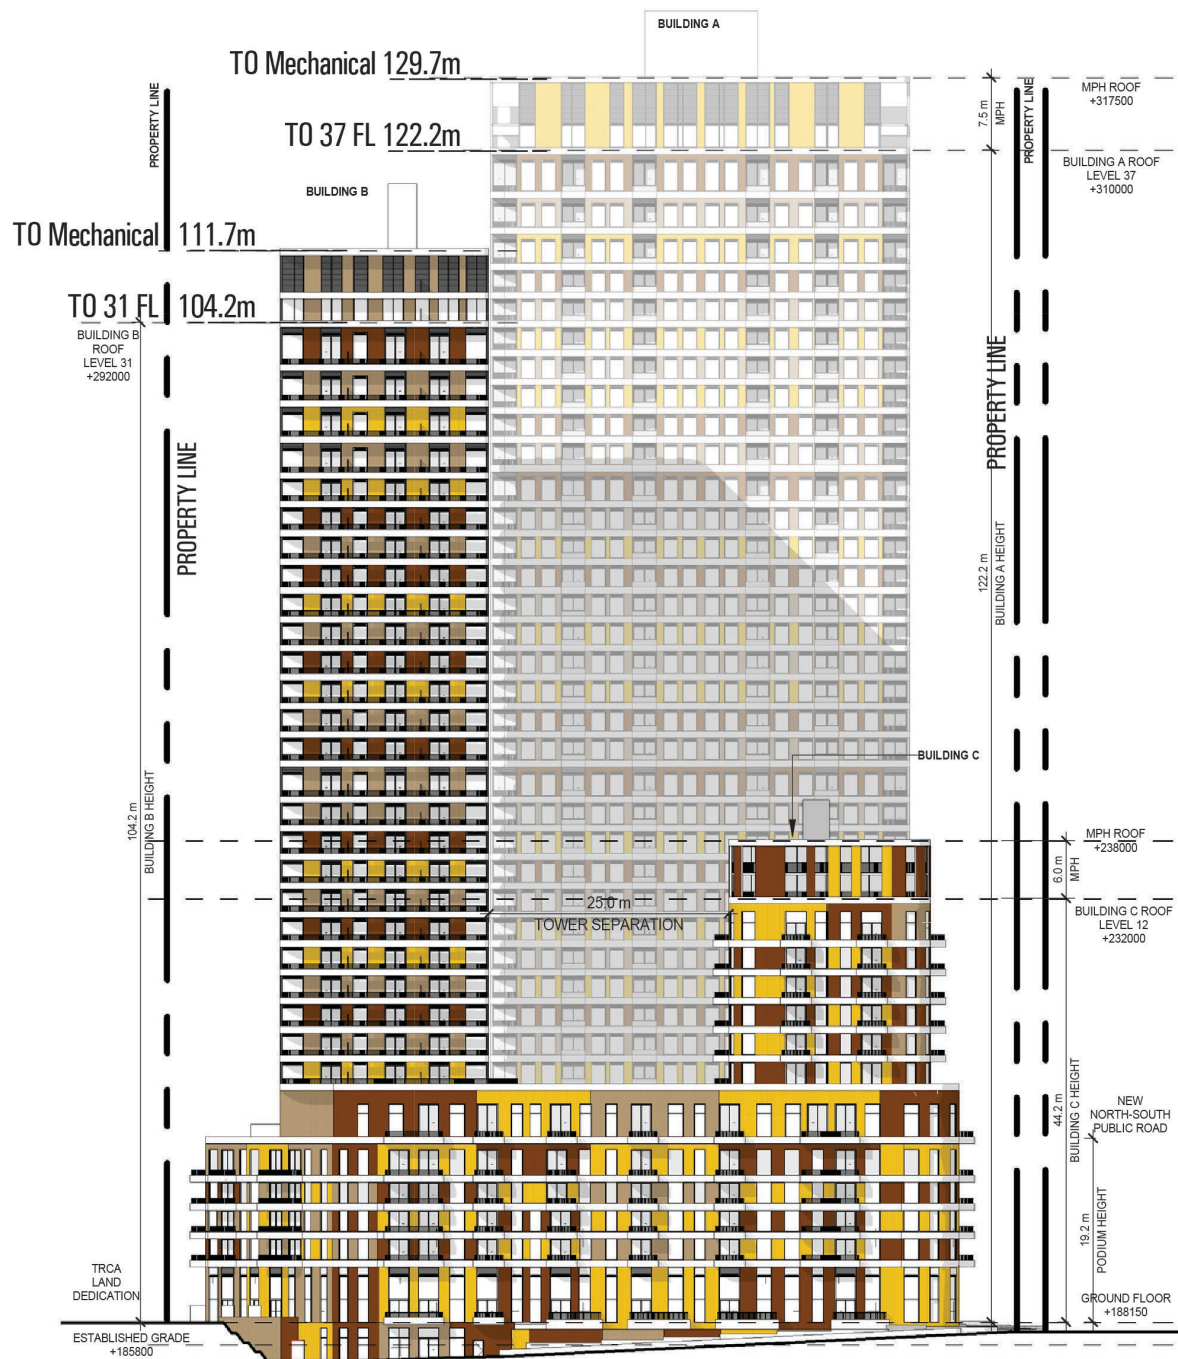 BUILDING A
TO Mechanical 129.7m
MPH ROOF
+317500
PROPERTY LINE
PROPERTY LINE
7.5 m
MPH
TO 37 FL 122.2m
BUILDING A ROOF
LEVEL 37
+310000
BUILDING B
TO Mechanical 111.7m
TO 31 FL 104.2m
BUILDING B
ROOF
LEVEL 31
+292000
PROPERTY LINE
PROPERTY LINE
122.2 m
BUILDING A HEIGHT
BUILDING C
104.2 m
BUILDING B HEIGHT
MPH ROOF
+238000
6.0 m
MPH
25.0 m
TOWER SEPARATION
BUILDING C ROOF
LEVEL 12
+232000
44.2 m
BUILDING C HEIGHT
NEW
NORTH-SOUTH
PUBLIC ROAD
19.2 m
PODIUM HEIGHT
TRCA
LAND
DEDICATION
GROUND FLOOR
+188150
ESTABLISHED GRADE
+185800